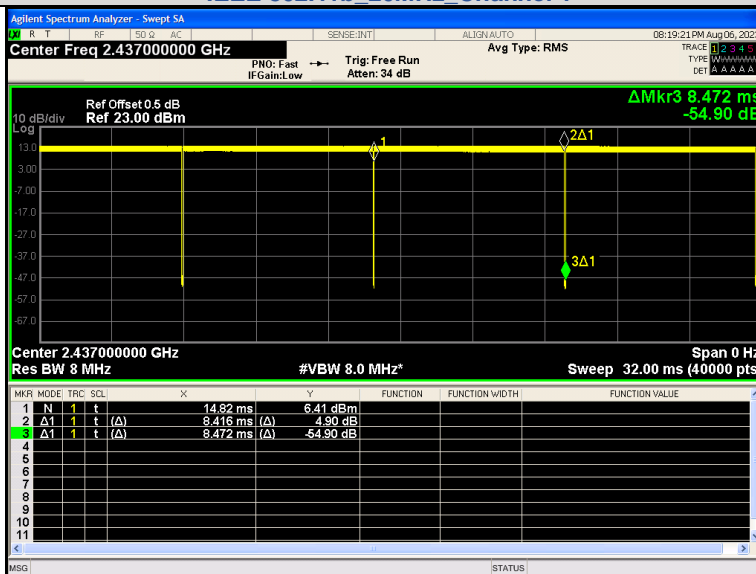 Agilent Spectrum Analyzer - Swept SA
LXI R T RF 50 Ω AC SENSE:INT ALIGN AUTO 08:19:21 PM Aug 06, 202
Center Freq 2.437000000 GHz Avg Type: RMS TRACE 1 2 3 4 5
PNO: Fast Trig: Free Run TYPE W
IFGain:Low Atten: 34 dB DET A A A A A
ΔMkr3 8.472 ms
Ref Offset 0.5 dB -54.90 dB
10 dB/div Ref 23.00 dBm
Log
13.0
3.00
-7.00
-17.0
-27.0
-37.0
-47.0
-57.0
-67.0
1
2Δ1
3Δ1
Center 2.437000000 GHz Span 0 Hz
Res BW 8 MHz #VBW 8.0 MHz* Sweep 32.00 ms (40000 pts
MKR MODE TRC SCL X Y FUNCTION FUNCTION WIDTH FUNCTION VALUE
1 N 1 t 14.82 ms 6.41 dBm
2 Δ1 1 t (Δ) 8.416 ms (Δ) 4.90 dB
3 Δ1 1 t (Δ) 8.472 ms (Δ) -54.90 dB
4
5
6
7
8
9
10
11
MSG STATUS